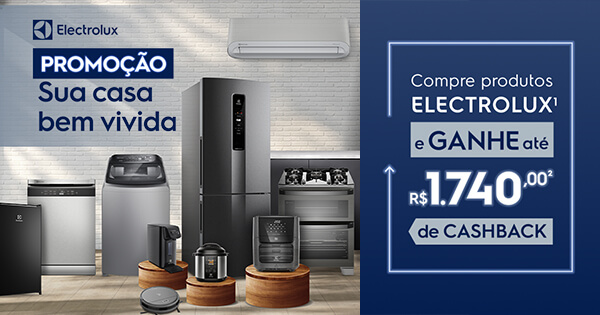 Electrolux
PROMOÇÃO
Sua casa
bem vivida
Compre produtos
ELECTROLUX¹
e GANHE até
R$1.740,00²
de CASHBACK